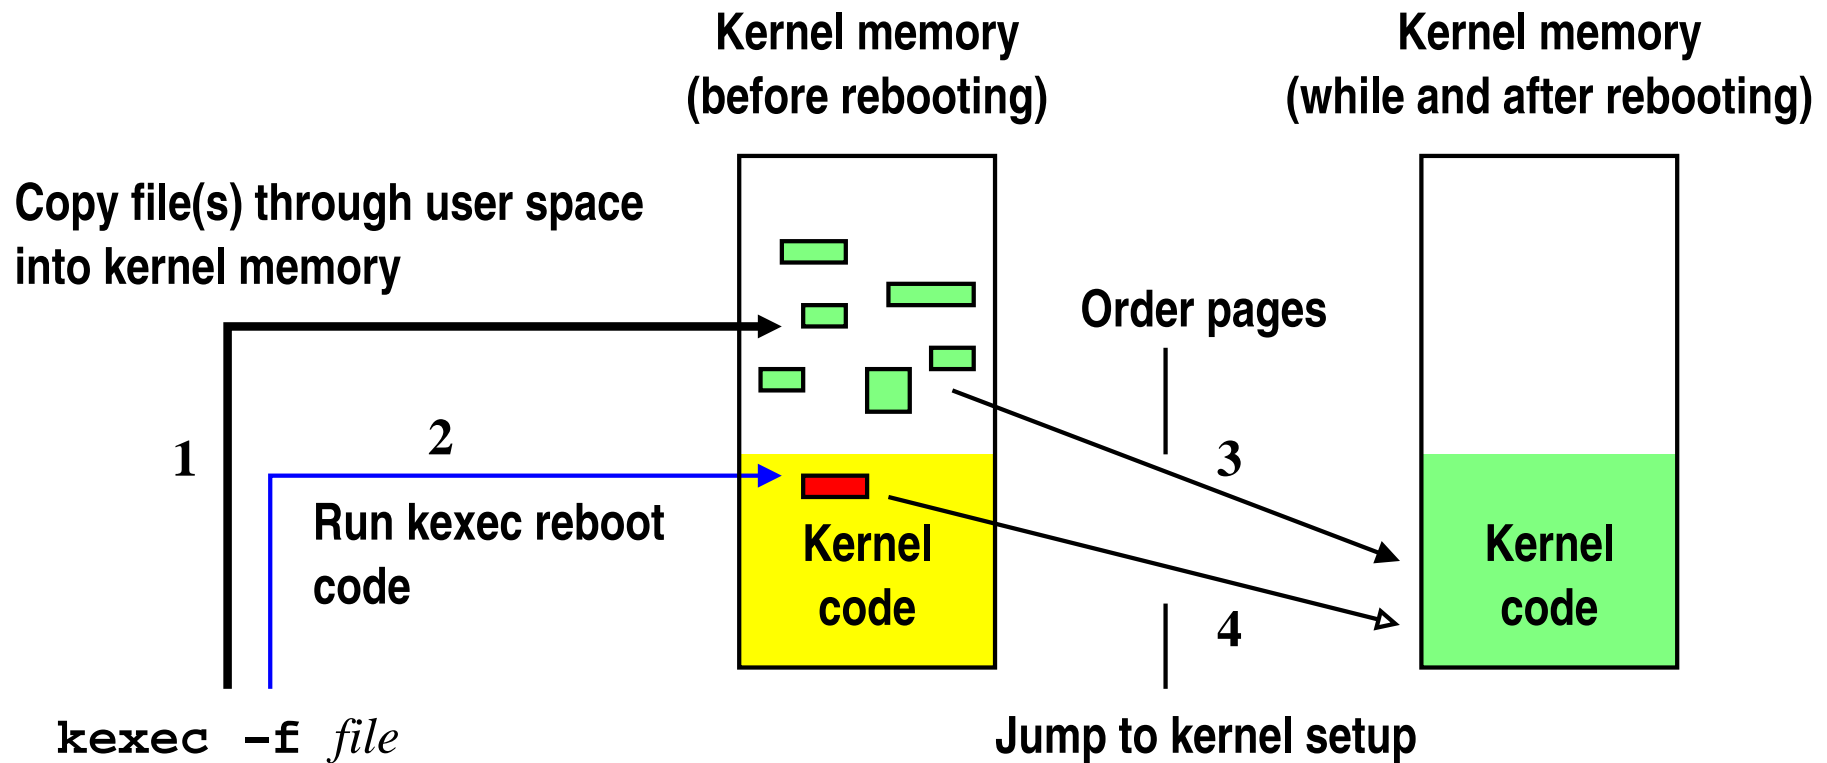 Kernel memory
(before rebooting)
Kernel memory
(while and after rebooting)
Copy file(s) through user space
into kernel memory
Order pages
1
2
3
Run kexec reboot
code
Kernel
code
Kernel
code
4
kexec −f file
Jump to kernel setup